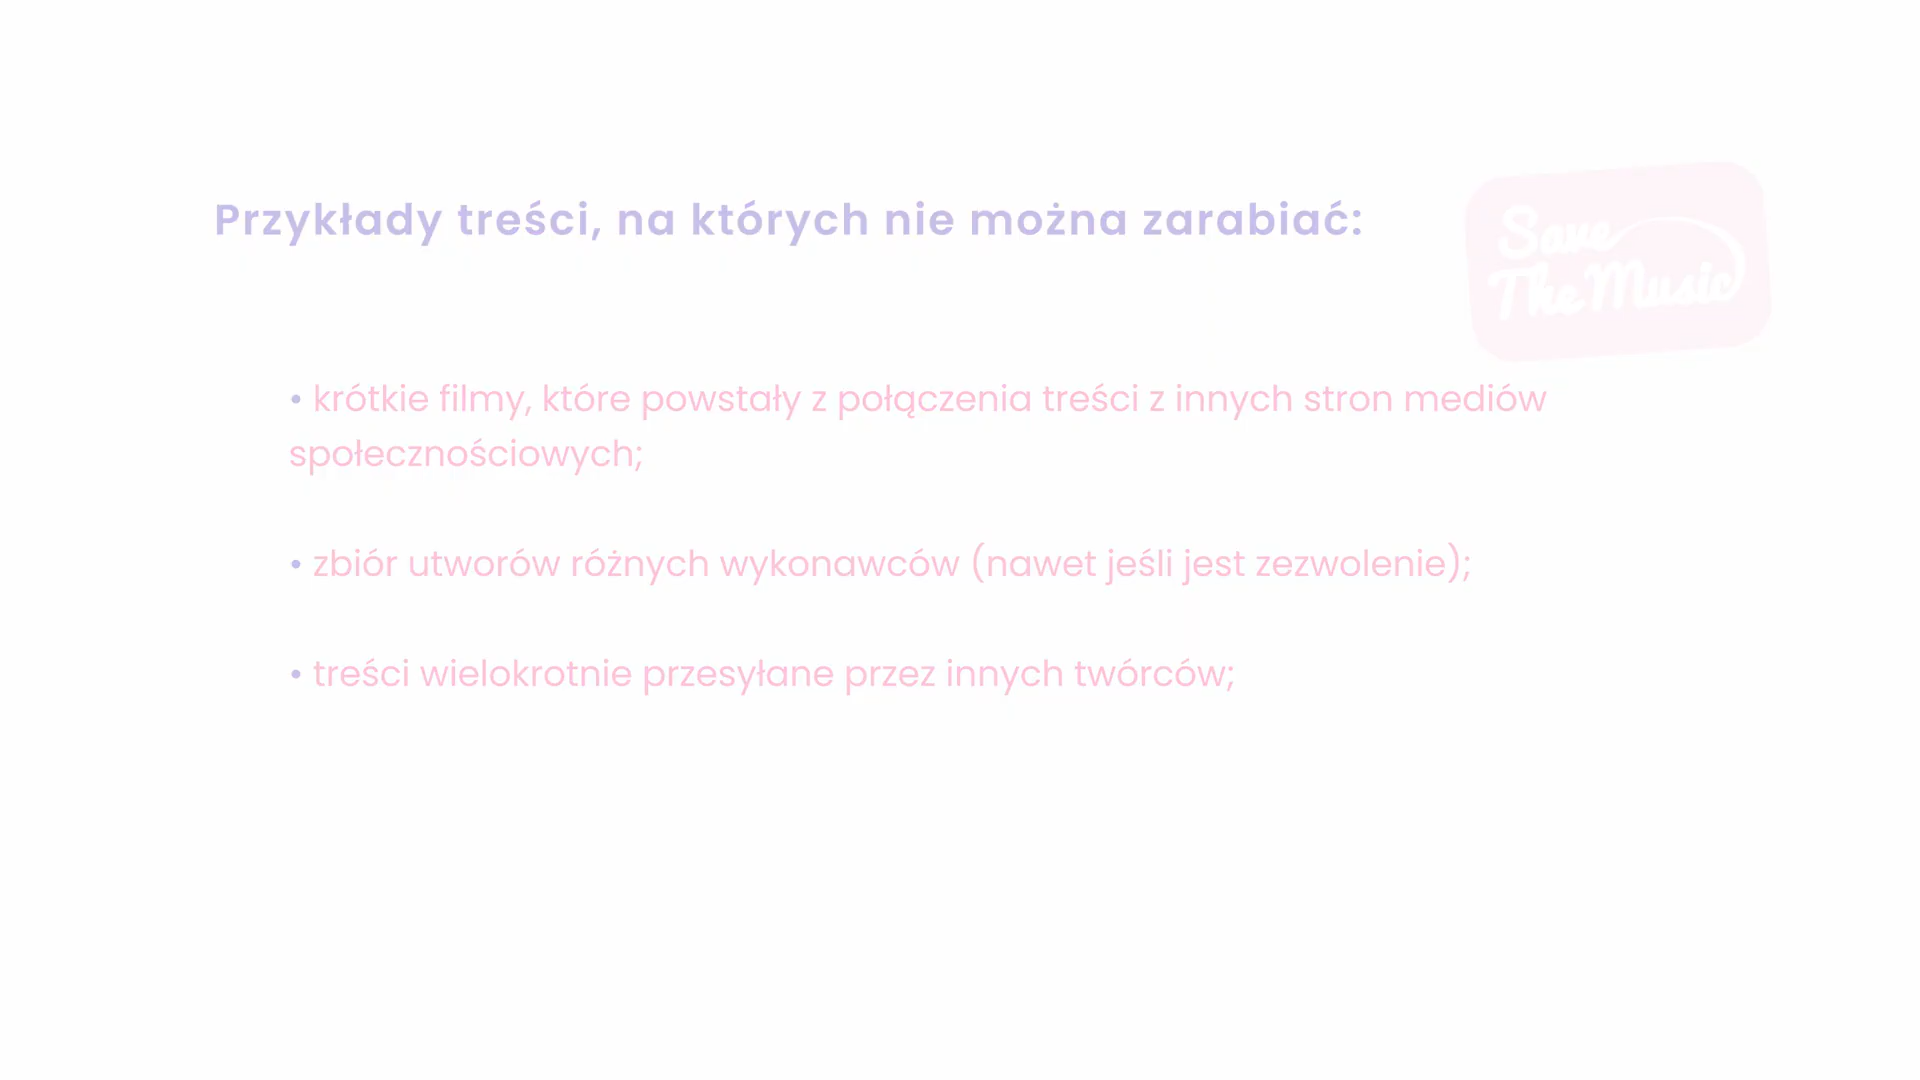 Przykłady treści, na których nie można zarabiać:
Save
The Music
• krótkie filmy, które powstały z połączenia treści z innych stron mediów
społecznościowych;
• zbiór utworów różnych wykonawców (nawet jeśli jest zezwolenie);
• treści wielokrotnie przesyłane przez innych twórców;